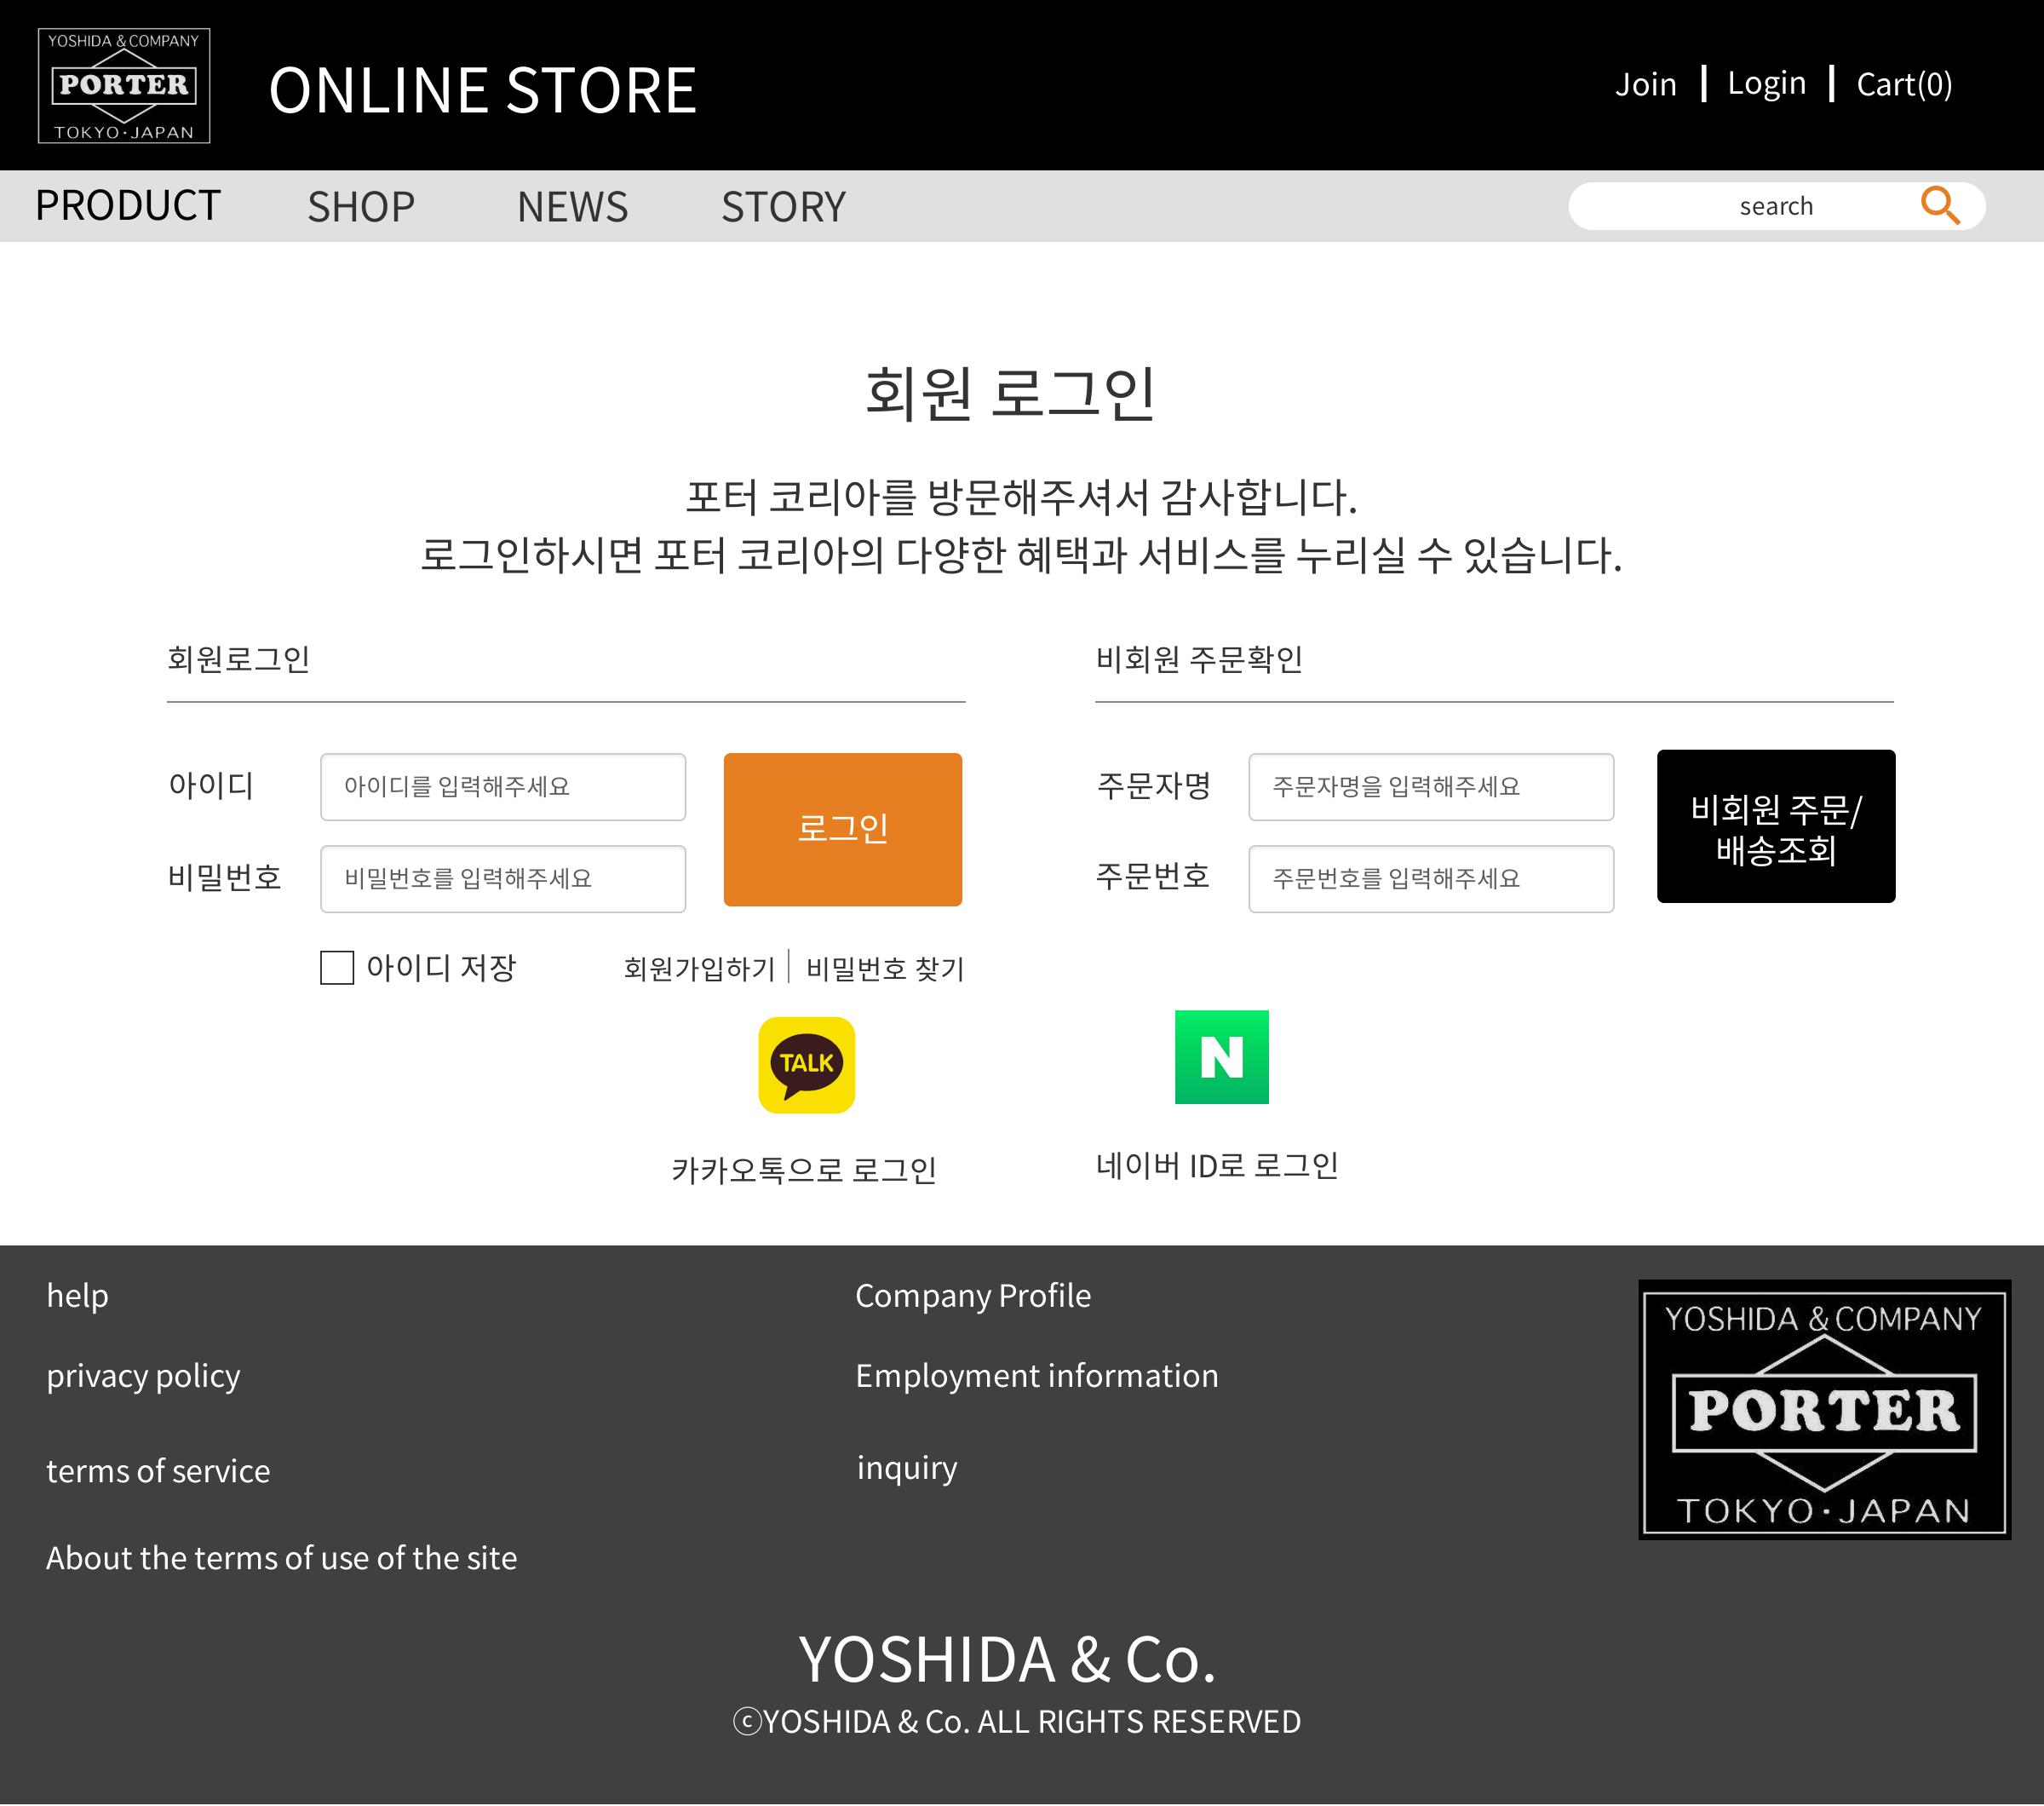 YOSHIDA & COMPANY
PORTER
TOKYO・JAPAN
ONLINE STORE
Join | Login | Cart(0)
PRODUCT SHOP NEWS STORY search
회원 로그인
포터 코리아를 방문해주셔서 감사합니다.
로그인하시면 포터 코리아의 다양한 혜택과 서비스를 누리실 수 있습니다.
회원로그인
아이디 아이디를 입력해주세요
비밀번호 비밀번호를 입력해주세요
로그인
아이디 저장 회원가입하기 | 비밀번호 찾기
비회원 주문확인
주문자명 주문자명을 입력해주세요
주문번호 주문번호를 입력해주세요
비회원 주문/
배송조회
TALK
카카오톡으로 로그인
N
네이버 ID로 로그인
help
privacy policy
terms of service
About the terms of use of the site
Company Profile
Employment information
inquiry
YOSHIDA & COMPANY
PORTER
TOKYO・JAPAN
YOSHIDA & Co.
ⓒYOSHIDA & Co. ALL RIGHTS RESERVED